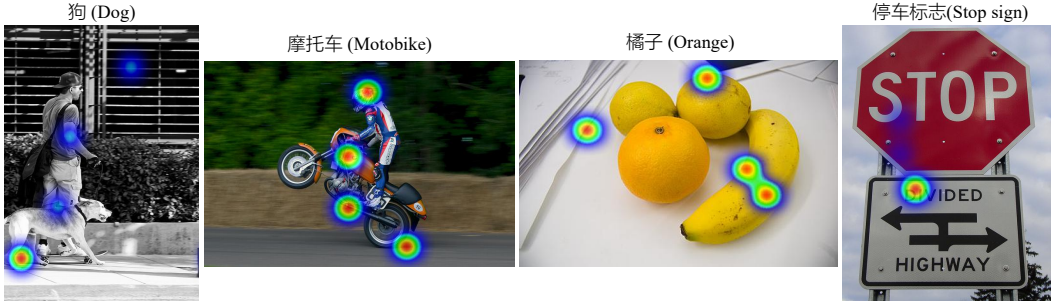 狗 (Dog)
摩托车 (Motobike)
橘子 (Orange)
停车标志(Stop sign)
STOP
DIVIDED
HIGHWAY